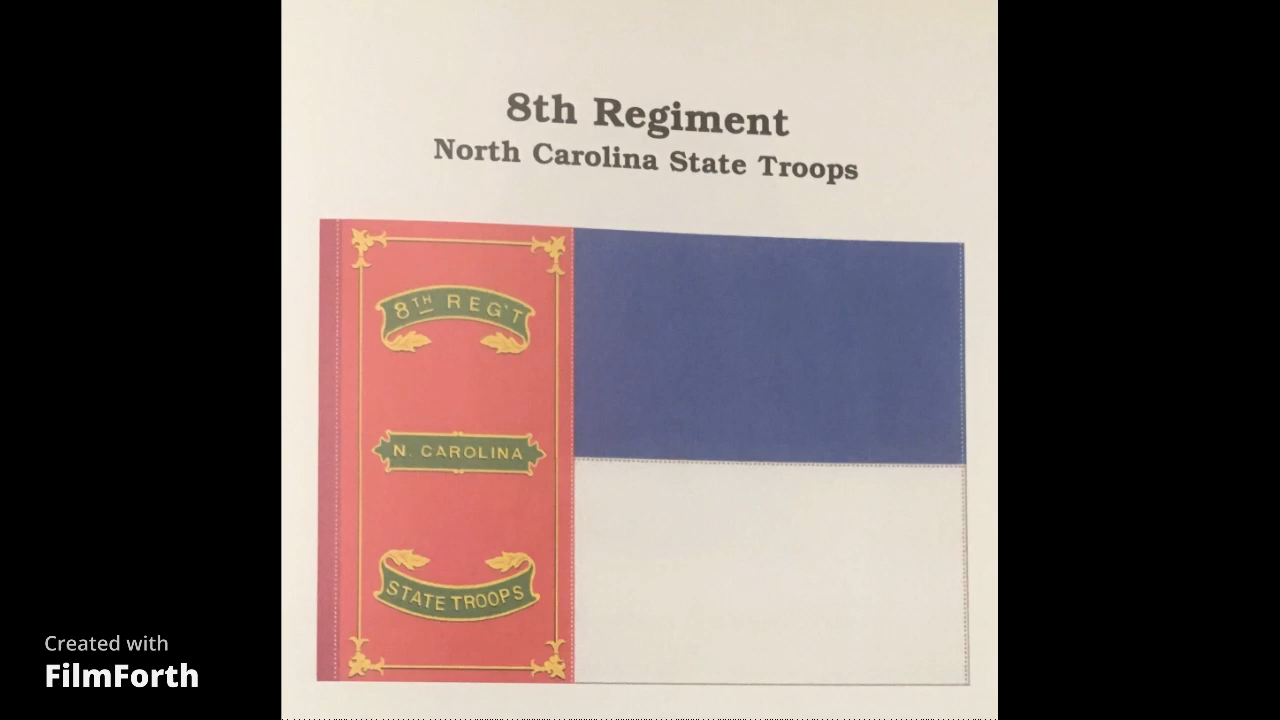 8th Regiment
North Carolina State Troops
8TH REG'T
N. CAROLINA
STATE TROOPS
Created with
FilmForth